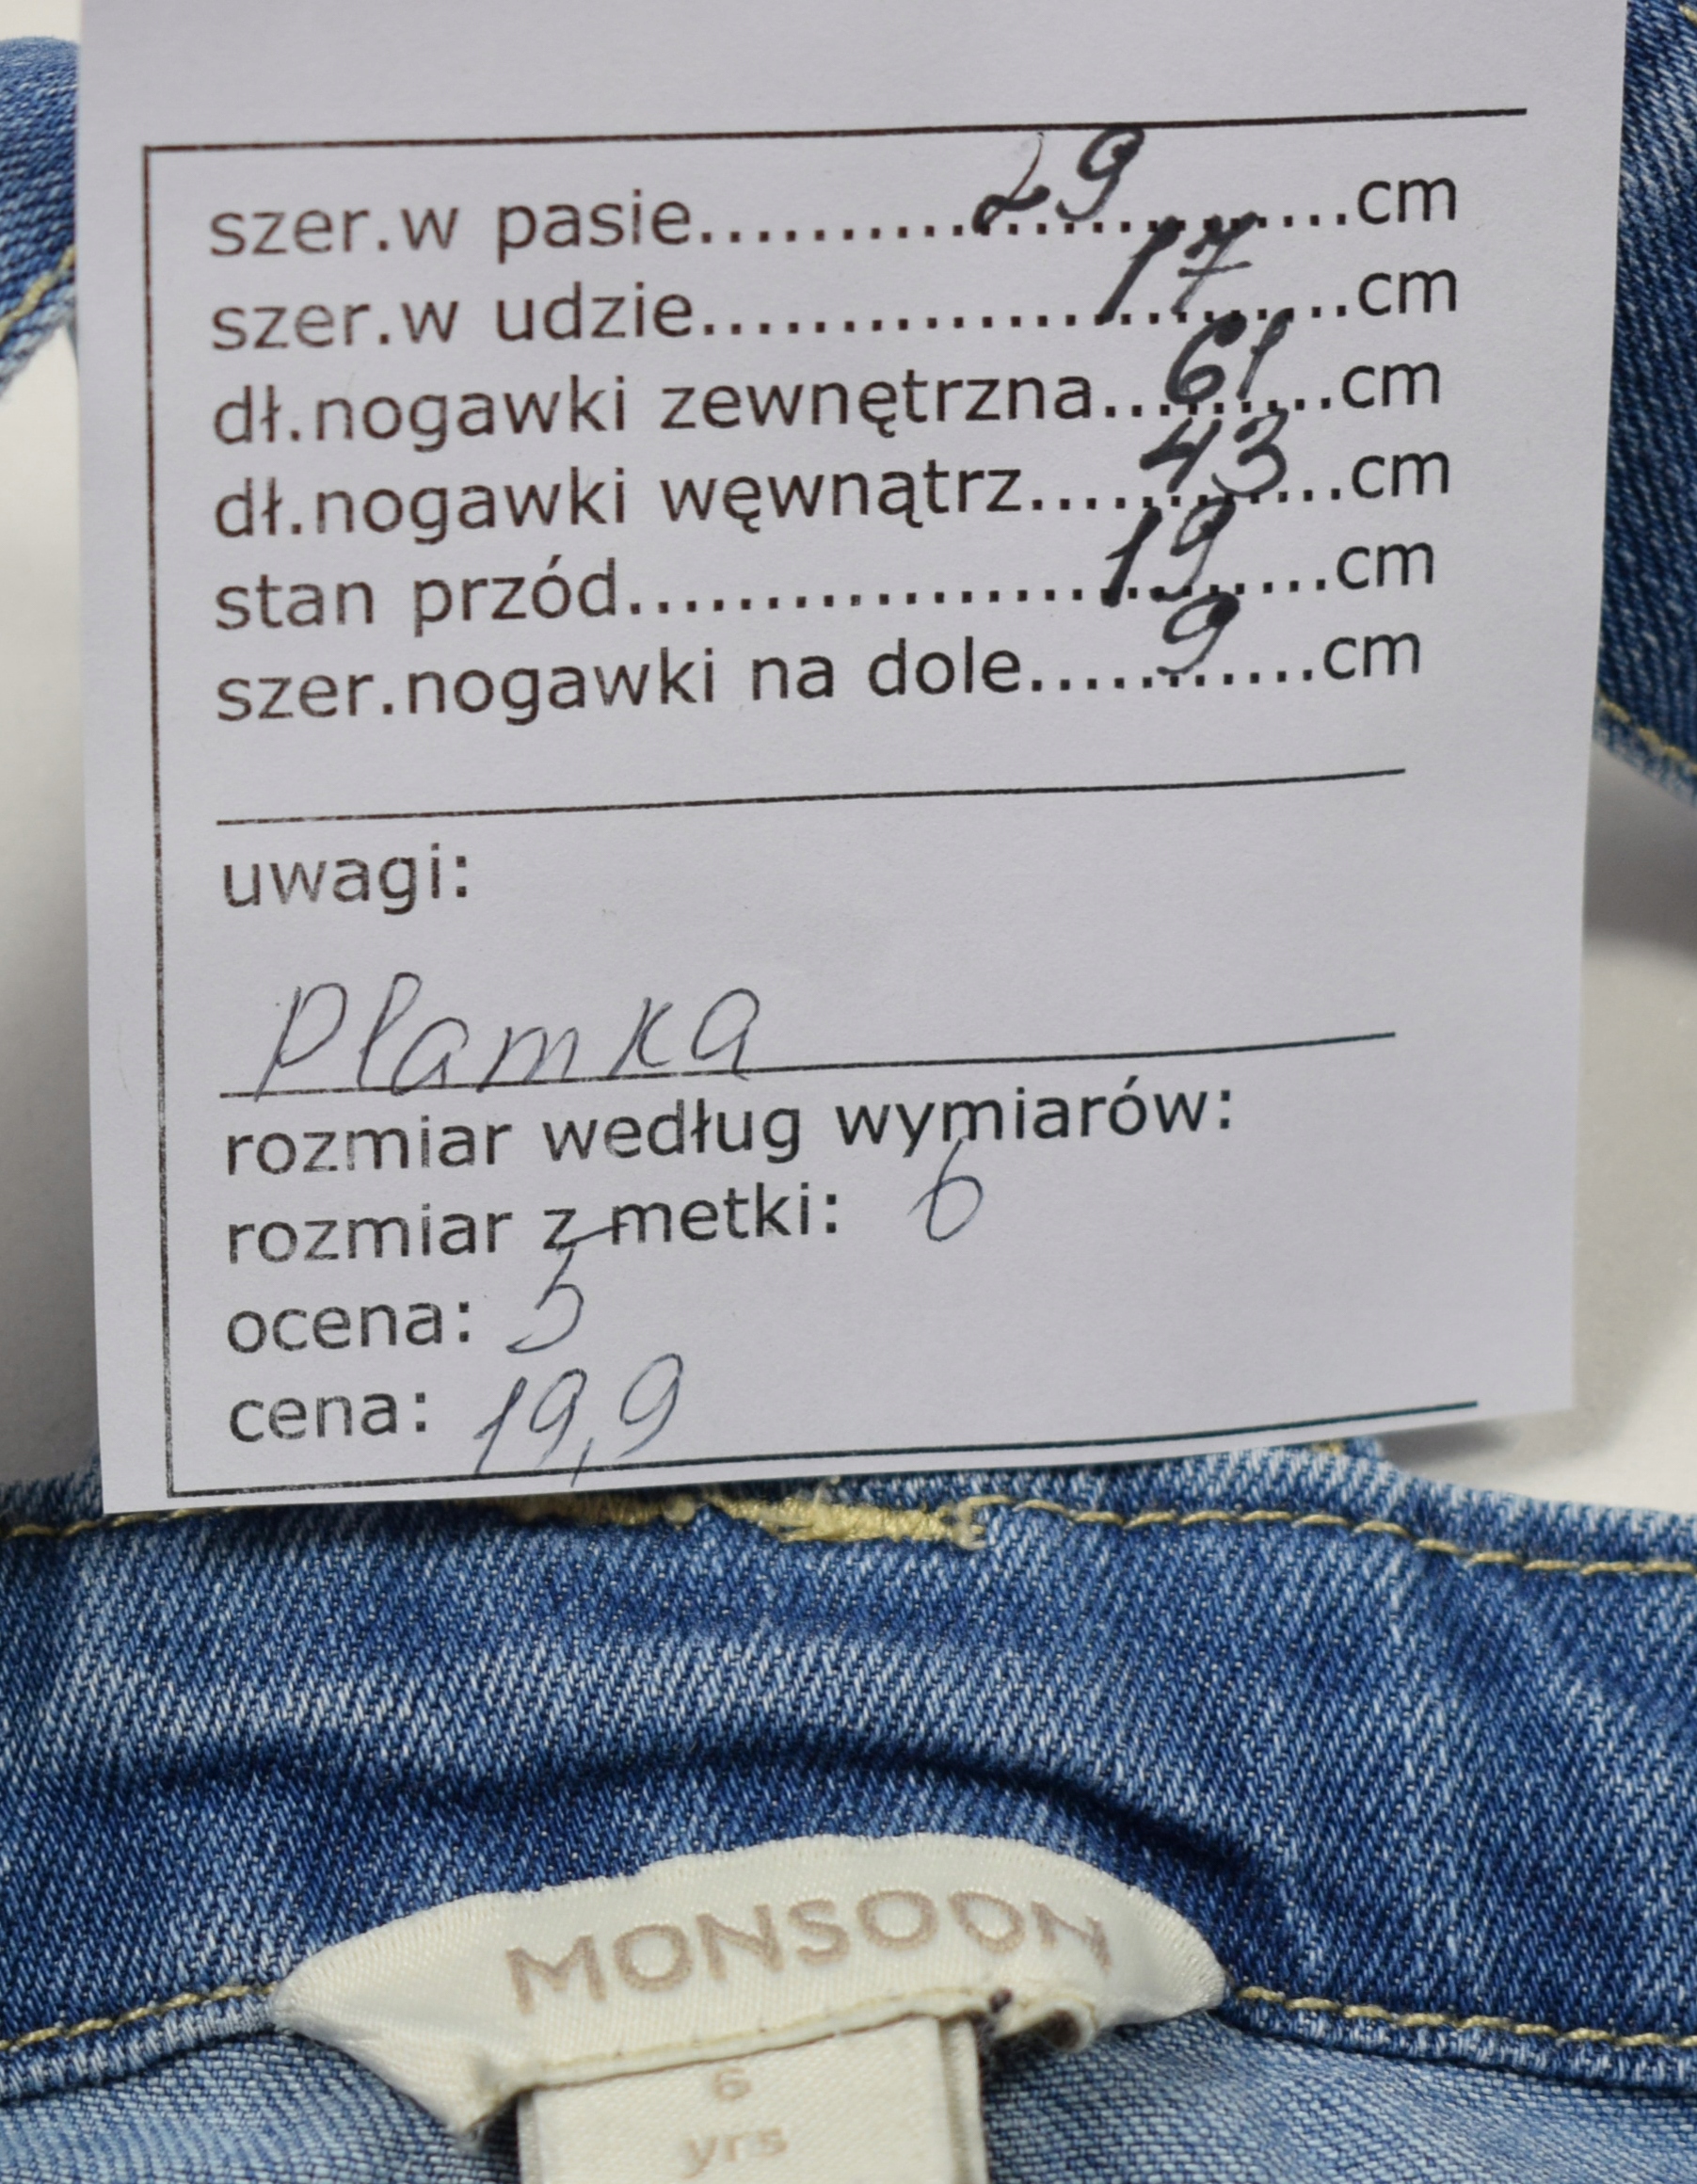 szer.w pasie..........29..........cm
szer.w udzie..............17.......cm
dł.nogawki zewnętrzna...61...cm
dł.nogawki węwnątrz....43....cm
stan przód.................19......cm
szer.nogawki na dole.....9.....cm
uwagi:
Plamka
rozmiar według wymiarów:
rozmiar z metki: 6
ocena: 5
cena: 19,9
MONSOON
6
yrs